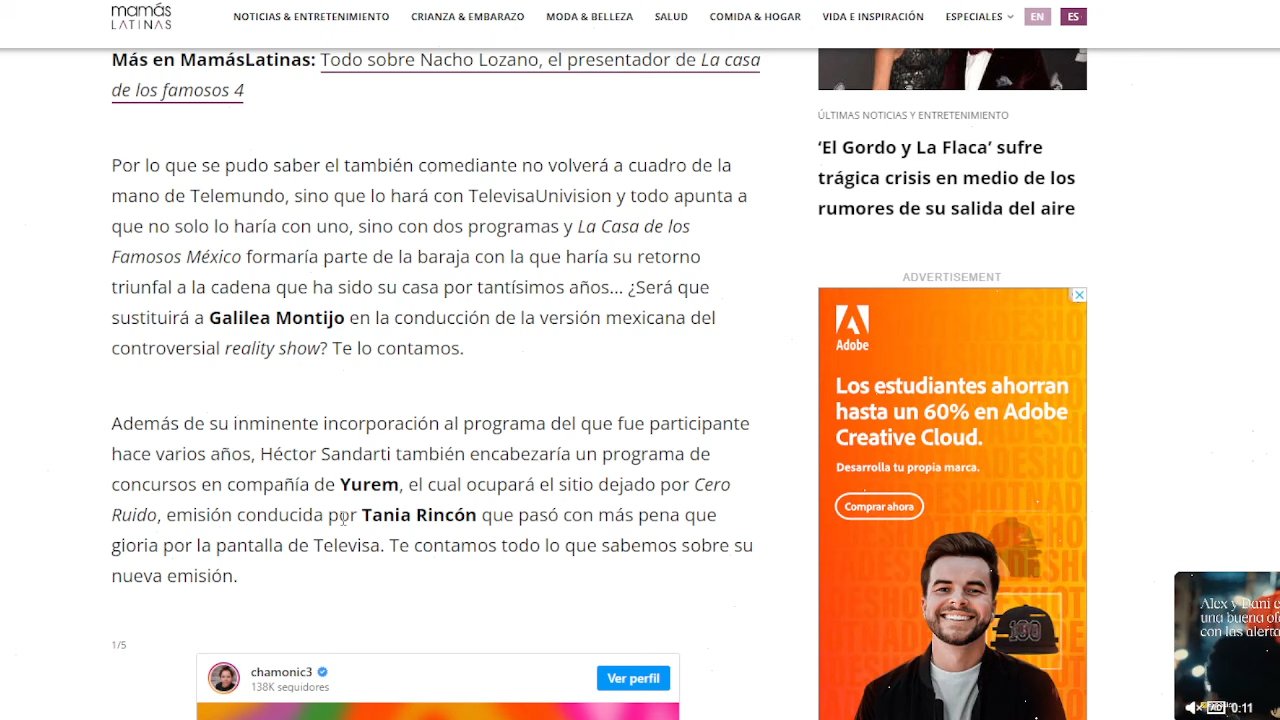 mamás
LATINAS
NOTICIAS & ENTRETENIMIENTO
CRIANZA & EMBARAZO
MODA & BELLEZA
SALUD
COMIDA & HOGAR
VIDA E INSPIRACIÓN
ESPECIALES
EN
ES
Más en MamásLatinas: Todo sobre Nacho Lozano, el presentador de La casa
de los famosos 4
Por lo que se pudo saber el también comediante no volverá a cuadro de la
mano de Telemundo, sino que lo hará con TelevisaUnivision y todo apunta a
que no solo lo haría con uno, sino con dos programas y La Casa de los
Famosos México formaría parte de la baraja con la que haría su retorno
triunfal a la cadena que ha sido su casa por tantísimos años... ¿Será que
sustituirá a Galilea Montijo en la conducción de la versión mexicana del
controversial reality show? Te lo contamos.
Además de su inminente incorporación al programa del que fue participante
hace varios años, Héctor Sandarti también encabezaría un programa de
concursos en compañía de Yurem, el cual ocupará el sitio dejado por Cero
Ruido, emisión conducida por Tania Rincón que pasó con más pena que
gloria por la pantalla de Televisa. Te contamos todo lo que sabemos sobre su
nueva emisión.
1/5
chamonic3
138K seguidores
Ver perfil
ÚLTIMAS NOTICIAS Y ENTRETENIMIENTO
‘El Gordo y La Flaca’ sufre
trágica crisis en medio de los
rumores de su salida del aire
ADVERTISEMENT
Adobe
Los estudiantes ahorran
hasta un 60% en Adobe
Creative Cloud.
Desarrolla tu propia marca.
Comprar ahora
100
Alex y Dani
una buena
con las alerta
AD
0:11